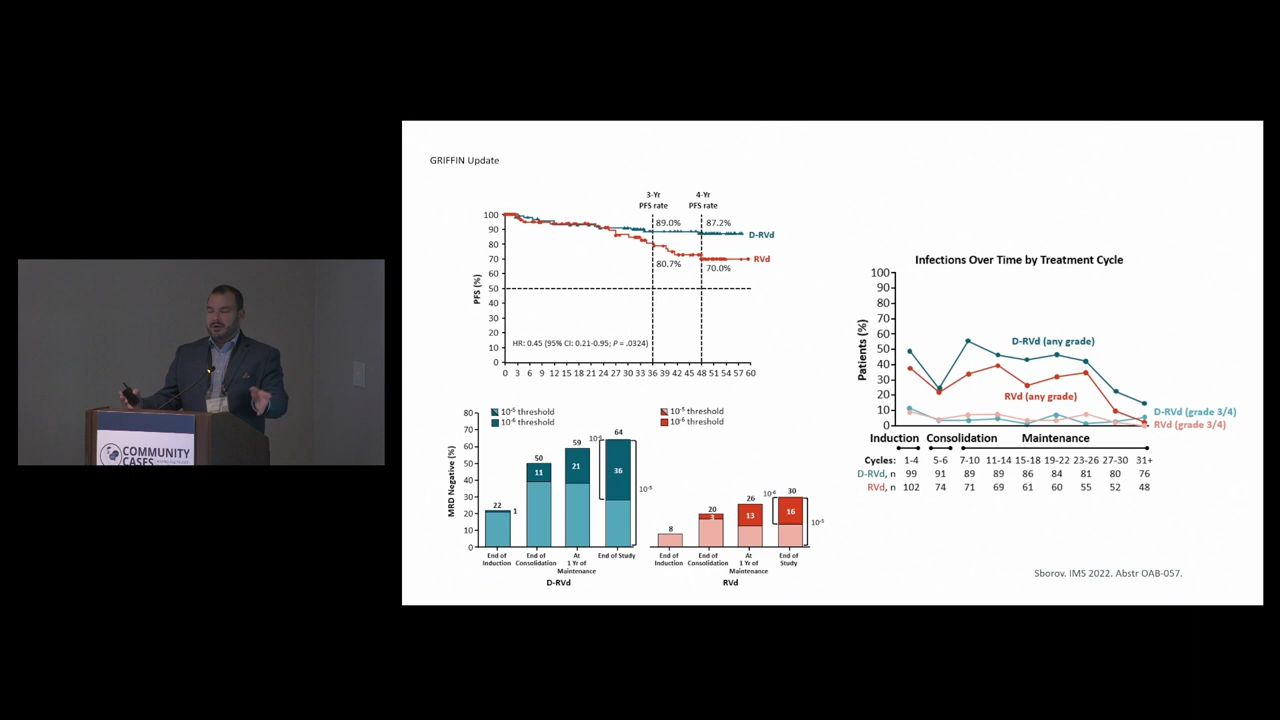 GRIFFIN Update
3-Yr
PFS rate
4-Yr
PFS rate
100
90
80
70
60
50
40
30
20
10
0
PFS (%)
89.0%
87.2%
D-RVd
RVd
80.7%
70.0%
HR: 0.45 (95% CI: 0.21-0.95; P = .0324)
0 3 6 9 12 15 18 21 24 27 30 33 36 39 42 45 48 51 54 57 60
10-5 threshold
10-6 threshold
10-5 threshold
10-6 threshold
80
70
60
50
40
30
20
10
0
MRD Negative (%)
22
1
50
11
59
21
64
36
10-6
10-5
8
20
3
26
13
30
16
10-6
10-5
End of
Induction
End of
Consolidation
At
1 Yr of
Maintenance
End of Study
D-RVd
End of
Induction
End of
Consolidation
At
1 Yr of
Maintenance
End of
Study
RVd
Infections Over Time by Treatment Cycle
100
90
80
70
60
50
40
30
20
10
0
Patients (%)
D-RVd (any grade)
RVd (any grade)
D-RVd (grade 3/4)
RVd (grade 3/4)
Induction Consolidation Maintenance
Cycles: 1-4 5-6 7-10 11-14 15-18 19-22 23-26 27-30 31+
D-RVd, n 99 91 89 89 86 84 81 80 76
RVd, n 102 74 71 69 61 60 55 52 48
Sborov. IMS 2022. Abstr OAB-057.
COMMUNITY
CASES